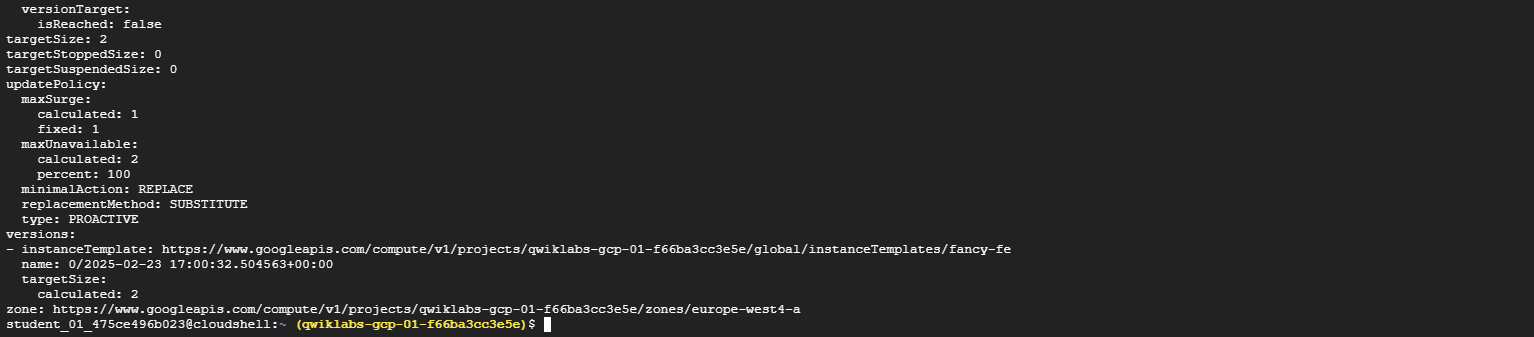 versionTarget:
    isReached: false
targetSize: 2
targetStoppedSize: 0
targetSuspendedSize: 0
updatePolicy:
  maxSurge:
    calculated: 1
    fixed: 1
  maxUnavailable:
    calculated: 2
    percent: 100
  minimalAction: REPLACE
  replacementMethod: SUBSTITUTE
  type: PROACTIVE
versions:
- instanceTemplate: https://www.googleapis.com/compute/v1/projects/qwiklabs-gcp-01-f66ba3cc3e5e/global/instanceTemplates/fancy-fe
  name: 0/2025-02-23 17:00:32.504563+00:00
  targetSize:
    calculated: 2
zone: https://www.googleapis.com/compute/v1/projects/qwiklabs-gcp-01-f66ba3cc3e5e/zones/europe-west4-a
student_01_475ce496b023@cloudshell:~ (qwiklabs-gcp-01-f66ba3cc3e5e)$